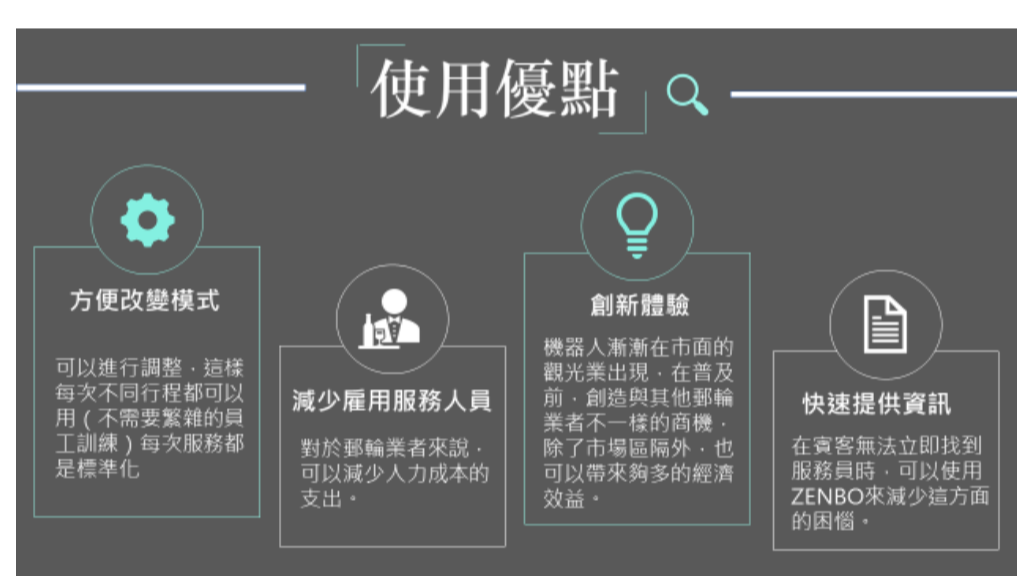 使用優點
方便改變模式
可以進行調整，這樣
每次不同行程都可以
用（不需要繁雜的員
工訓練）每次服務都
是標準化
減少雇用服務人員
對於郵輪業者來說，
可以減少人力成本的
支出。
創新體驗
機器人漸漸在市面的
觀光業出現，在普及
前，創造與其他郵輪
業者不一樣的商機，
除了市場區隔外，也
可以帶來夠多的經濟
效益。
快速提供資訊
在賓客無法立即找到
服務員時，可以使用
ZENBO來減少這方面
的困惱。